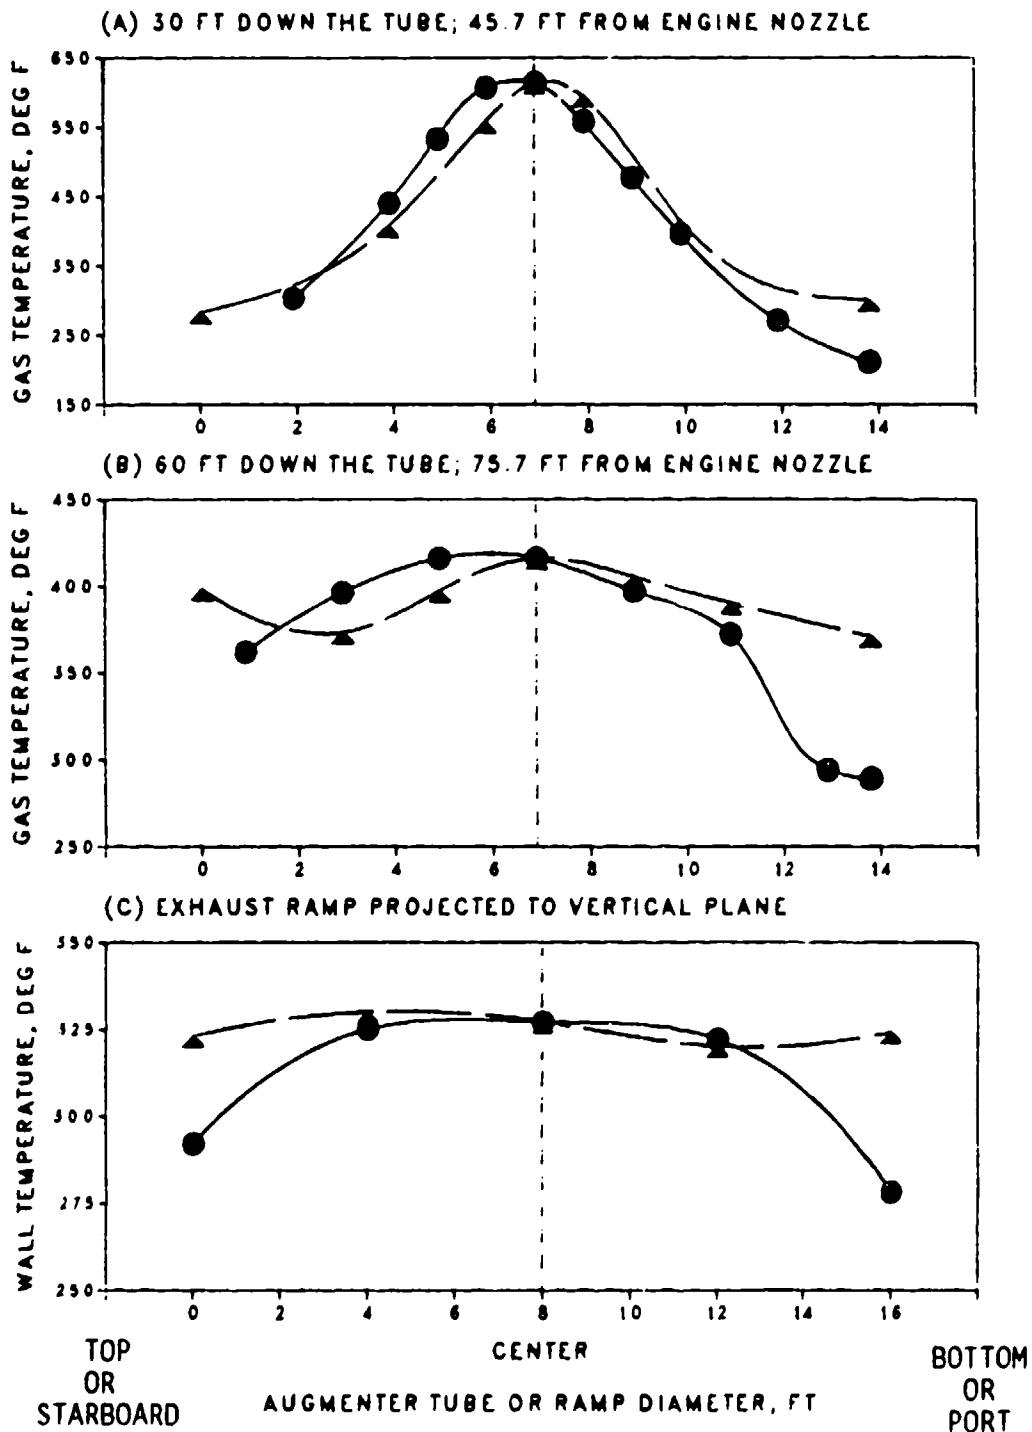 (A) 30 FT DOWN THE TUBE; 45.7 FT FROM ENGINE NOZZLE
GAS TEMPERATURE, DEG F
650
550
450
350
250
150
0 2 4 6 8 10 12 14
(B) 60 FT DOWN THE TUBE; 75.7 FT FROM ENGINE NOZZLE
GAS TEMPERATURE, DEG F
450
400
350
300
250
0 2 4 6 8 10 12 14
(C) EXHAUST RAMP PROJECTED TO VERTICAL PLANE
WALL TEMPERATURE, DEG F
350
325
300
275
250
0 2 4 6 8 10 12 14 16
TOP
OR
STARBOARD
CENTER
AUGMENTER TUBE OR RAMP DIAMETER, FT
BOTTOM
OR
PORT